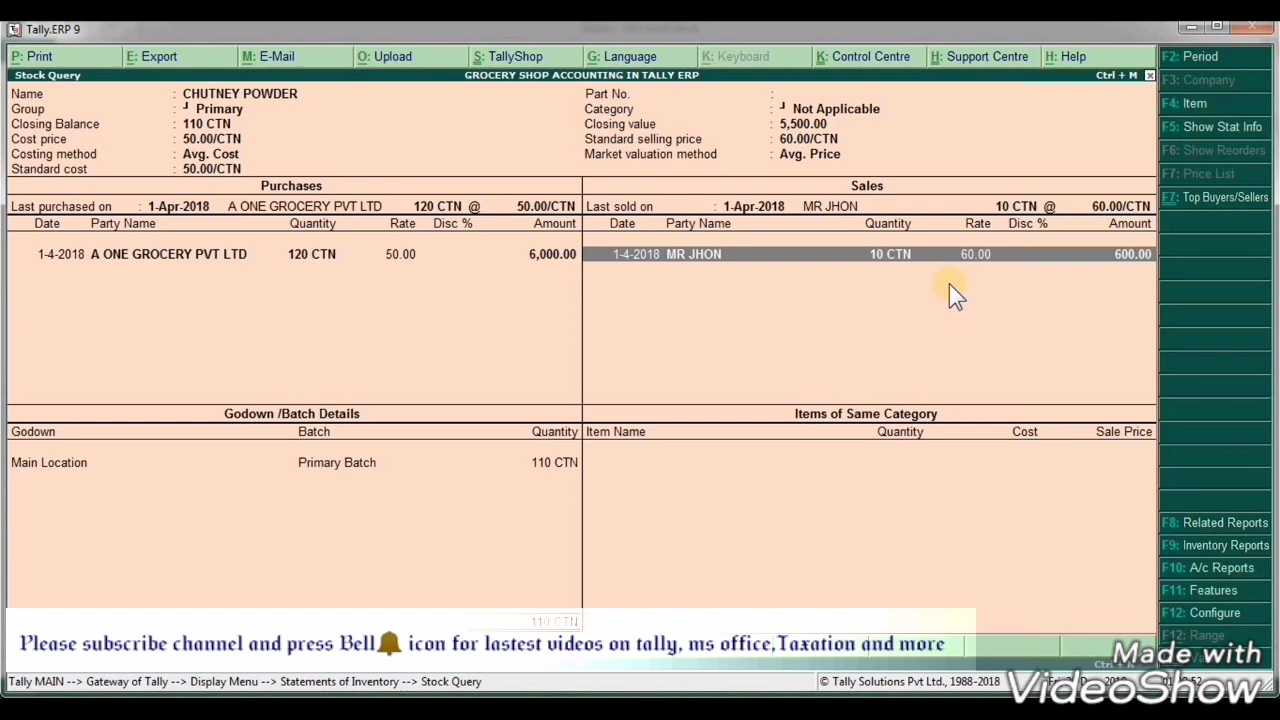 Tally.ERP 9
P: Print E: Export M: E-Mail O: Upload S: TallyShop G: Language K: Keyboard K: Control Centre H: Support Centre H: Help
Stock Query GROCERY SHOP ACCOUNTING IN TALLY ERP Ctrl + M
Name : CHUTNEY POWDER
Group : Primary
Closing Balance : 110 CTN
Cost price : 50.00/CTN
Costing method : Avg. Cost
Standard cost : 50.00/CTN
Part No. :
Category : Not Applicable
Closing value : 5,500.00
Standard selling price : 60.00/CTN
Market valuation method : Avg. Price
Purchases
Last purchased on : 1-Apr-2018 A ONE GROCERY PVT LTD 120 CTN @ 50.00/CTN
Date Party Name Quantity Rate Disc % Amount
1-4-2018 A ONE GROCERY PVT LTD 120 CTN 50.00 6,000.00
Sales
Last sold on : 1-Apr-2018 MR JHON 10 CTN @ 60.00/CTN
Date Party Name Quantity Rate Disc % Amount
1-4-2018 MR JHON 10 CTN 60.00 600.00
Godown /Batch Details
Godown Batch Quantity
Main Location Primary Batch 110 CTN
110 CTN
Items of Same Category
Item Name Quantity Cost Sale Price
F2: Period
F3: Company
F4: Item
F5: Show Stat Info
F6: Show Reorders
F7: Price List
F7: Top Buyers/Sellers
F8: Related Reports
F9: Inventory Reports
F10: A/c Reports
F11: Features
F12: Configure
F12: Range
Please subscribe channel and press Bell icon for lastest videos on tally, ms office,Taxation and more
Made with
VideoShow
Tally MAIN --> Gateway of Tally --> Display Menu --> Statements of Inventory --> Stock Query © Tally Solutions Pvt Ltd., 1988-2018